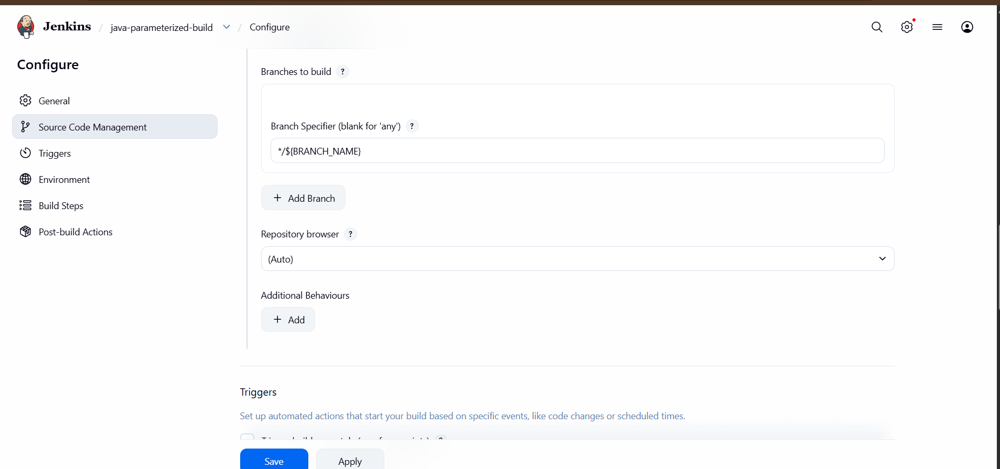 Jenkins / java-parameterized-build / Configure
Configure
General
Source Code Management
Triggers
Environment
Build Steps
Post-build Actions
Branches to build ?
Branch Specifier (blank for 'any') ?
*/${BRANCH_NAME}
+ Add Branch
Repository browser ?
(Auto)
Additional Behaviours
+ Add
Triggers
Set up automated actions that start your build based on specific events, like code changes or scheduled times.
Save
Apply